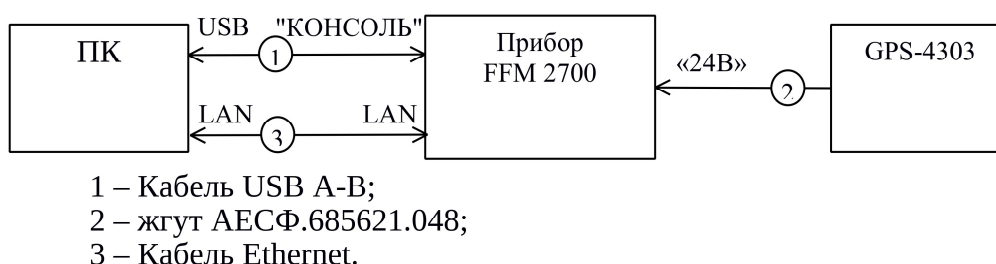 USB "КОНСОЛЬ"
ПК
1
Прибор
FFM 2700
GPS-4303
«24В»
2
LAN LAN
3
1 – Кабель USB А-В;
2 – жгут АЕСФ.685621.048;
3 – Кабель Ethernet.